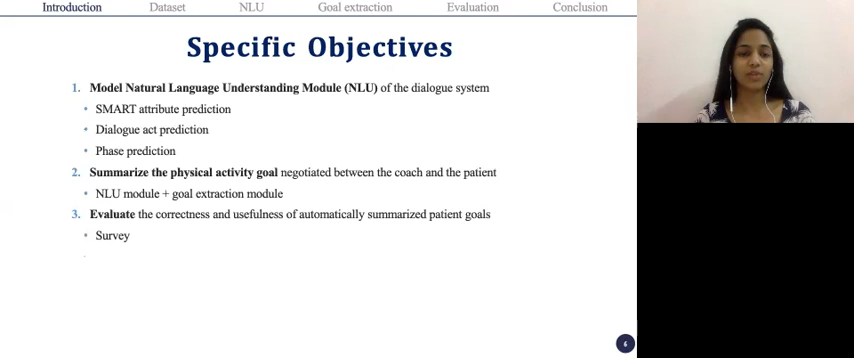 Introduction Dataset NLU Goal extraction Evaluation Conclusion
Specific Objectives
1. Model Natural Language Understanding Module (NLU) of the dialogue system
• SMART attribute prediction
• Dialogue act prediction
• Phase prediction
2. Summarize the physical activity goal negotiated between the coach and the patient
• NLU module + goal extraction module
3. Evaluate the correctness and usefulness of automatically summarized patient goals
• Survey
6